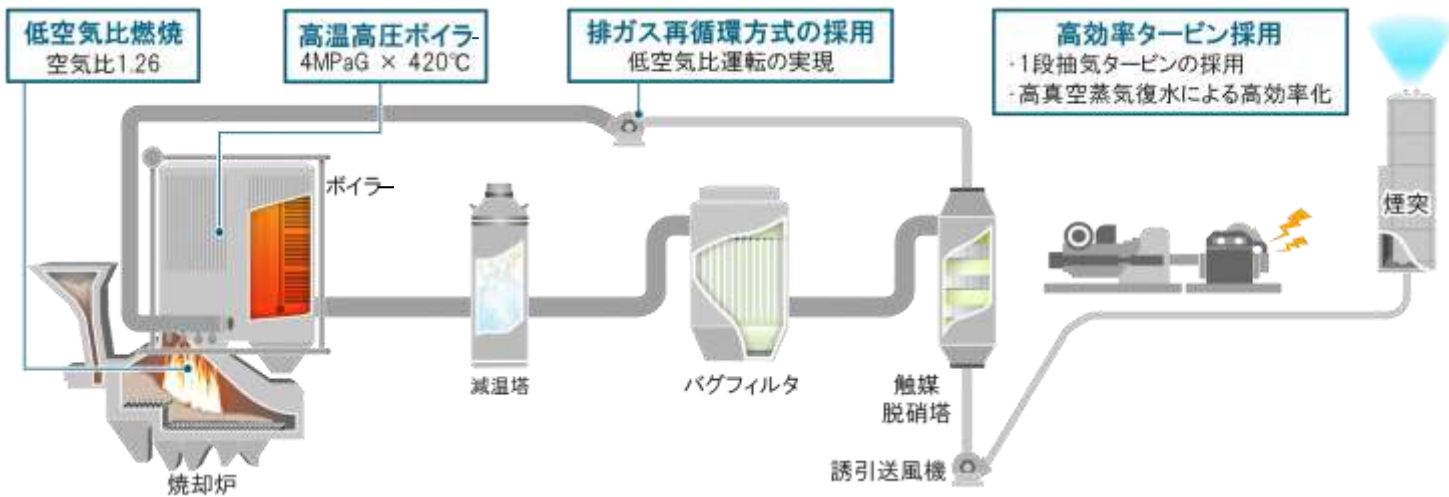 低空気比燃焼
空気比1.26
高温高圧ボイラー
4MPaG × 420℃
排ガス再循環方式の採用
低空気比運転の実現
高効率タービン採用
・1段抽気タービンの採用
・高真空蒸気復水による高効率化
ボイラー
煙突
減温塔
バグフィルタ
触媒
脱硝塔
誘引送風機
焼却炉